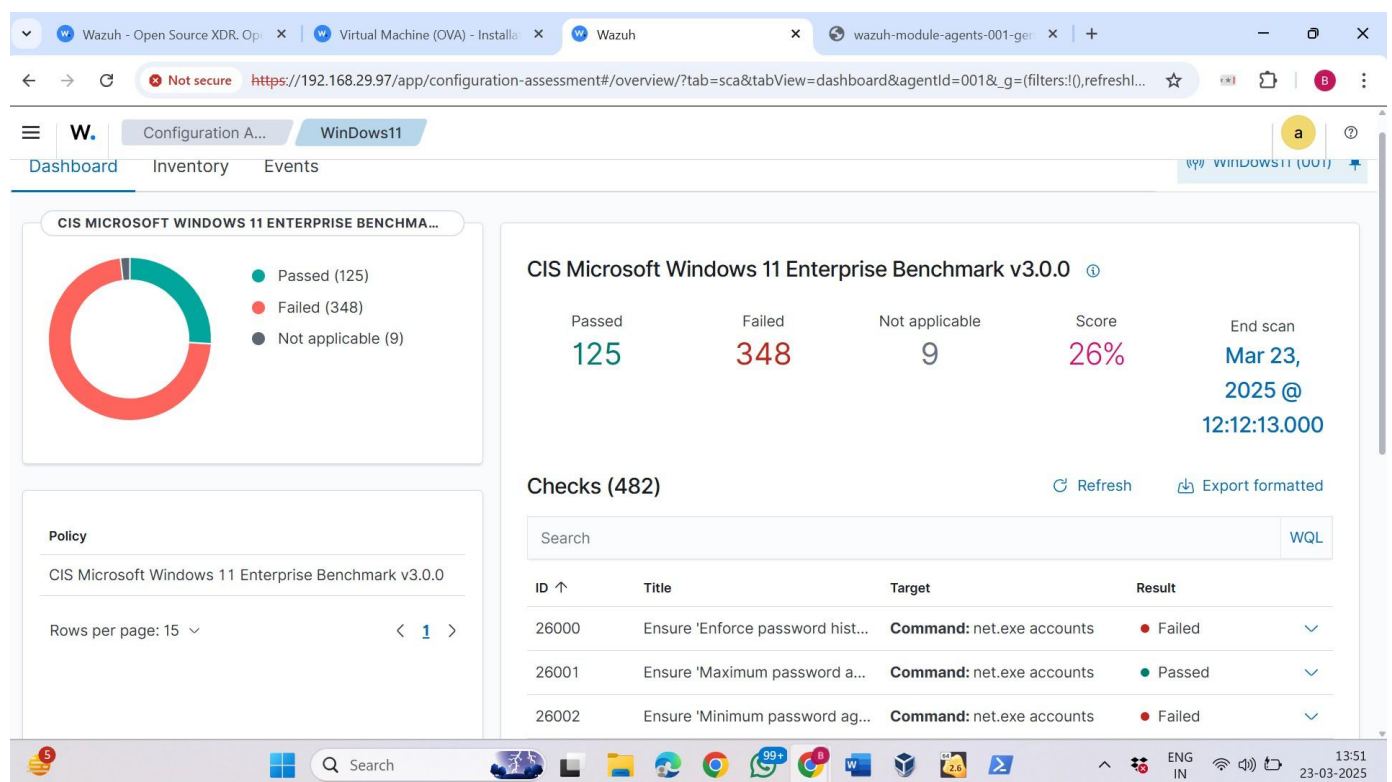 Wazuh - Open Source XDR. Op
Virtual Machine (OVA) - Installa
Wazuh
wazuh-module-agents-001-gen
Not secure https://192.168.29.97/app/configuration-assessment#/overview/?tab=sca&tabView=dashboard&agentId=001&_g=(filters:!(),refreshI...
B
W.
Configuration A...
WinDows11
a
Dashboard
Inventory
Events
WinDows11 (001)
CIS MICROSOFT WINDOWS 11 ENTERPRISE BENCHMA...
Passed (125)
Failed (348)
Not applicable (9)
Policy
CIS Microsoft Windows 11 Enterprise Benchmark v3.0.0
Rows per page: 15
1
CIS Microsoft Windows 11 Enterprise Benchmark v3.0.0
Passed Failed Not applicable Score End scan
125 348 9 26% Mar 23,
2025 @
12:12:13.000
Checks (482)
Refresh
Export formatted
Search
WQL
ID Title Target Result
26000 Ensure 'Enforce password hist... Command: net.exe accounts Failed
26001 Ensure 'Maximum password a... Command: net.exe accounts Passed
26002 Ensure 'Minimum password ag... Command: net.exe accounts Failed
5
Search
99+
B
64
2.6
ENG
IN
13:51
23-03-2025